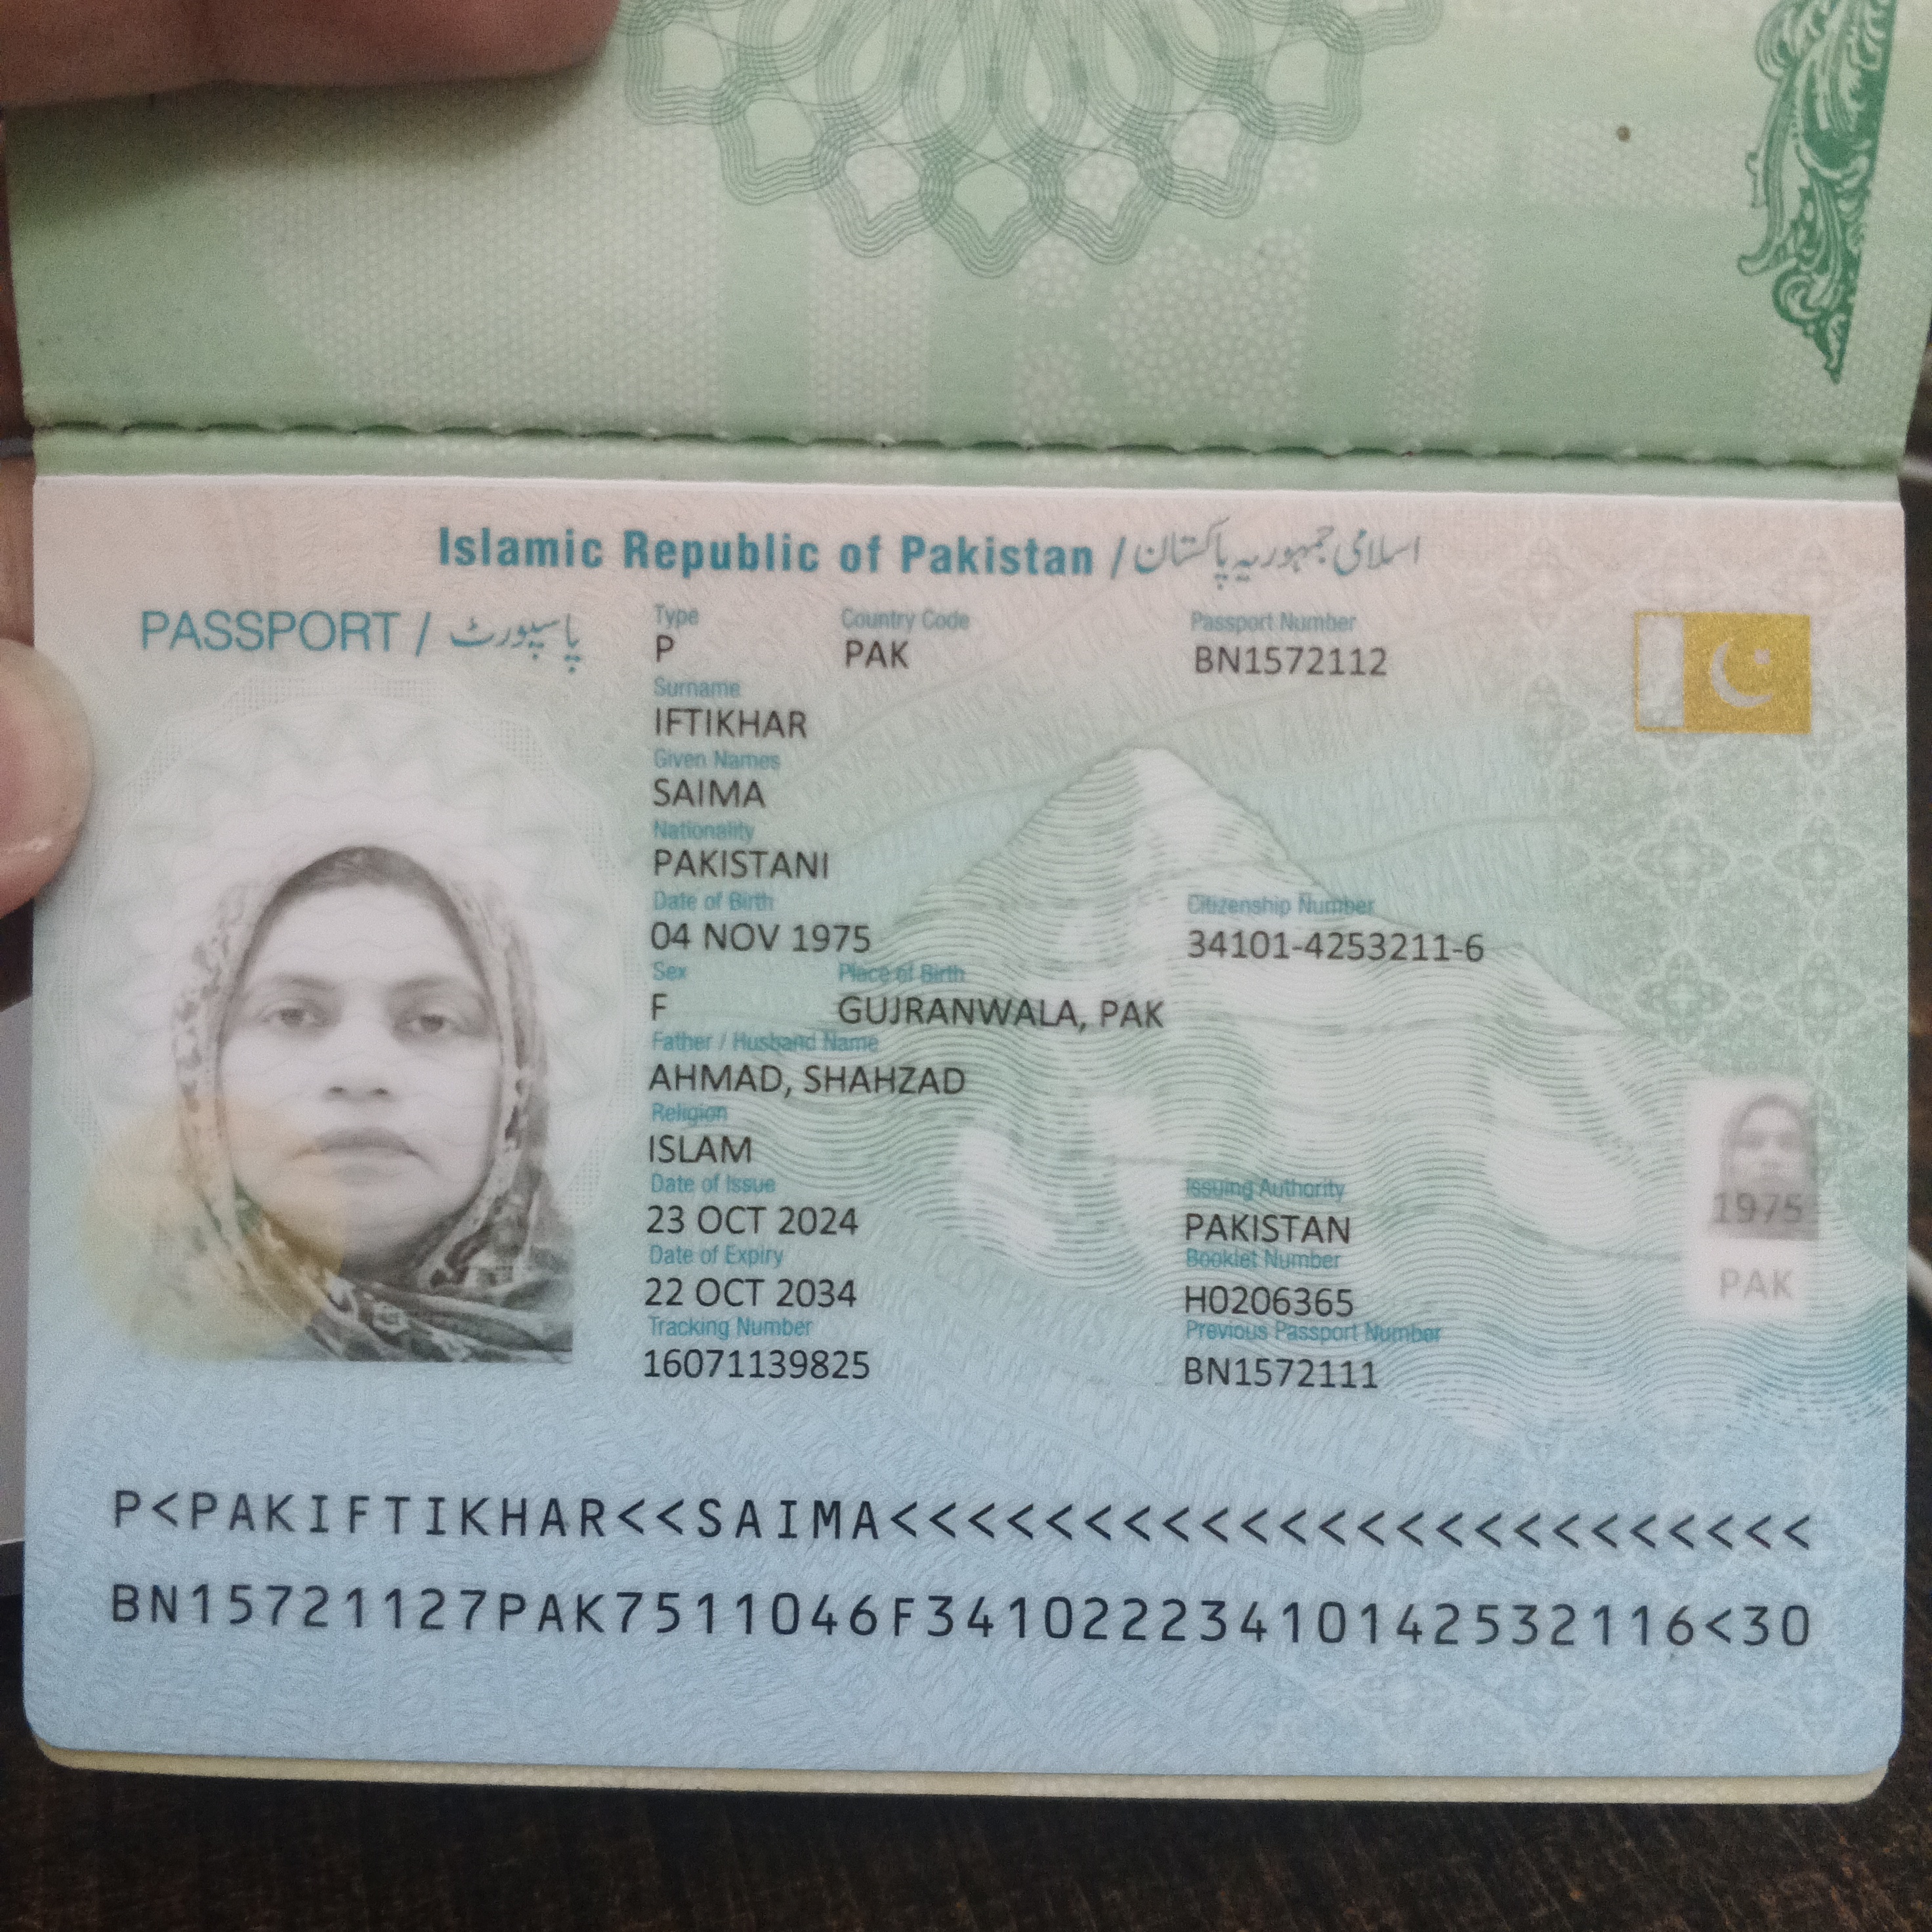 Islamic Republic of Pakistan / اسلامی جمہوریہ پاکستان
PASSPORT / پاسپورٹ
Type Country Code Passport Number
P PAK BN1572112
Surname
IFTIKHAR
Given Names
SAIMA
Nationality
PAKISTANI
Date of Birth Citizenship Number
04 NOV 1975 34101-4253211-6
Sex Place of Birth
F GUJRANWALA, PAK
Father / Husband Name
AHMAD, SHAHZAD
Religion
ISLAM
Date of Issue Issuing Authority
23 OCT 2024 PAKISTAN
Date of Expiry Booklet Number
22 OCT 2034 H0206365
Tracking Number Previous Passport Number
16071139825 BN1572111
1975
PAK
P<PAKIFTIKHAR<<SAIMA<<<<<<<<<<<<<<<<<<<<<<<<
BN15721127PAK7511046F34102223410142532116<30